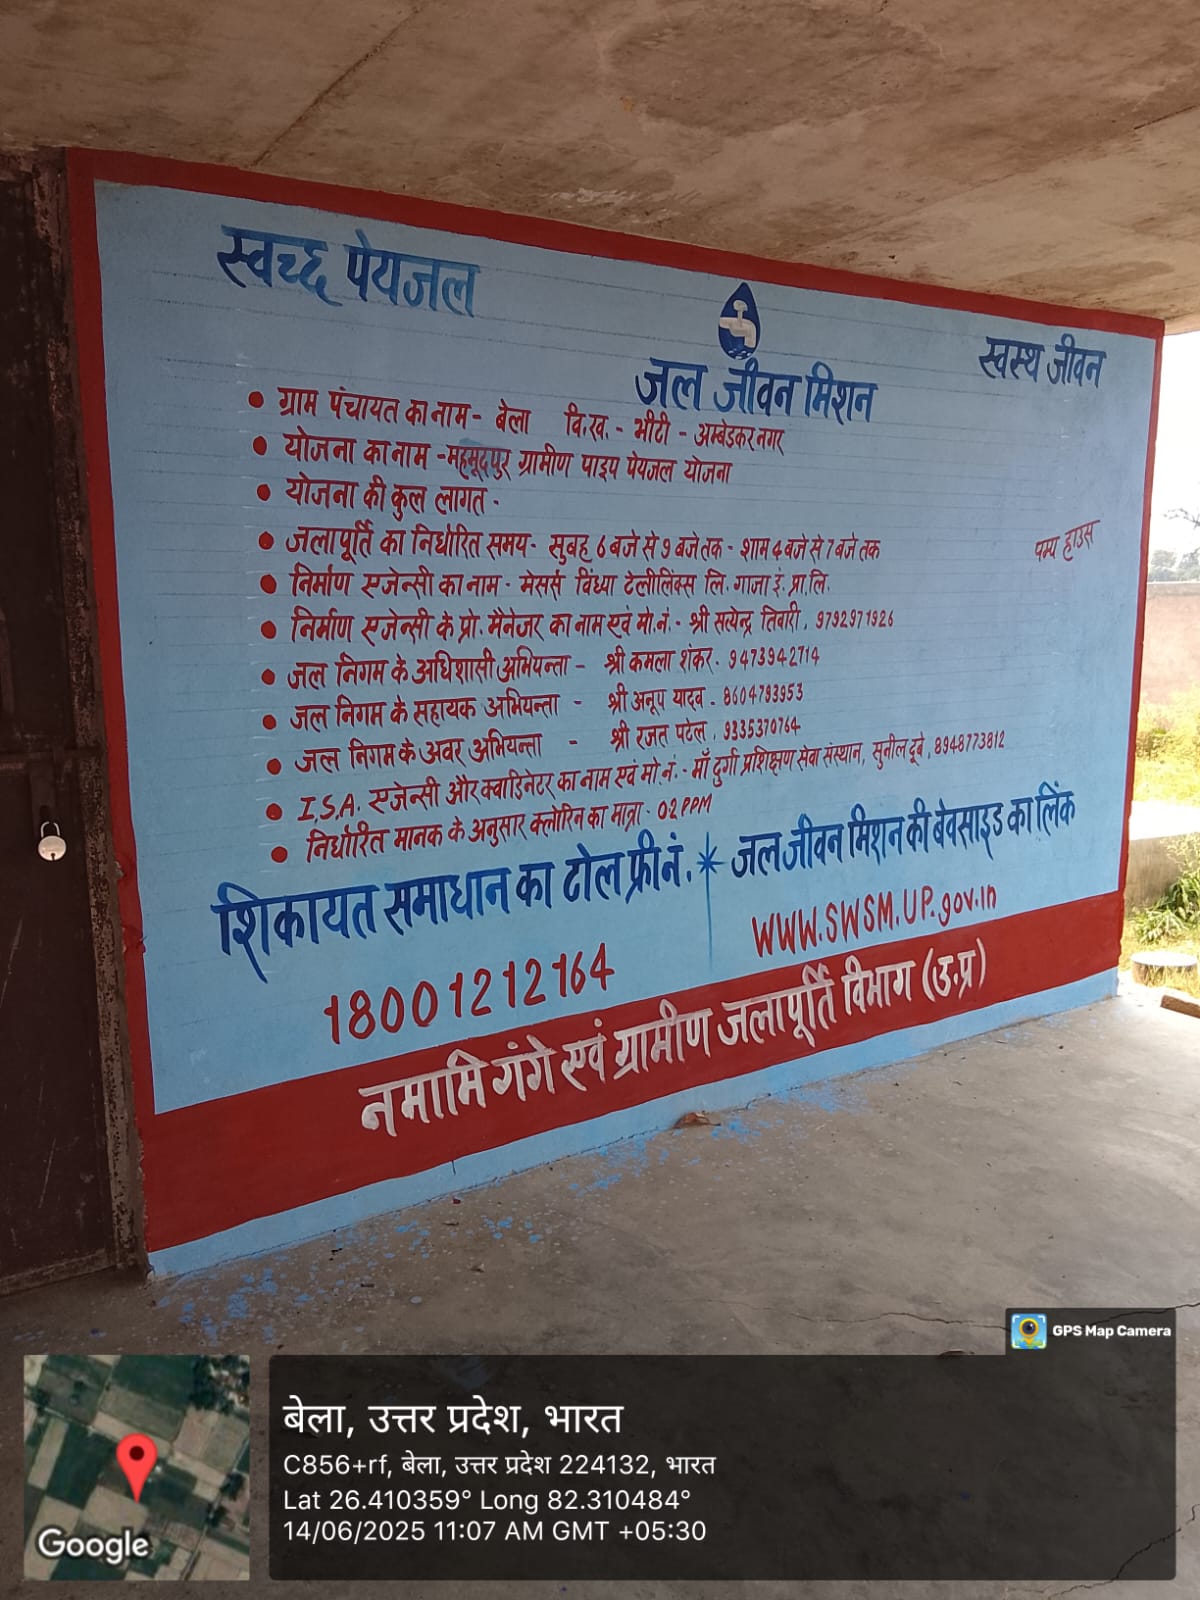 स्वच्छ पेयजल
स्वस्थ जीवन
जल जीवन मिशन
• ग्राम पंचायत का नाम - बेला वि.ख. - भीटी - अम्बेडकर नगर
• योजना का नाम - महमूदपुर ग्रामीण पाइप पेयजल योजना
• योजना की कुल लागत -
• जलापूर्ति का निर्धारित समय - सुबह 6 बजे से 9 बजे तक - शाम 4 बजे से 7 बजे तक
पम्प हाउस
• निर्माण एजेन्सी का नाम - मेसर्स विंध्या टेलीलिंक्स लि. गाजा इं. प्रा. लि.
• निर्माण एजेन्सी के प्रो. मैनेजर का नाम एवं मो. नं. - श्री सत्येन्द्र तिवारी, 9792971926
• जल निगम के अधिशासी अभियन्ता - श्री कमला शंकर. 9473942714
• जल निगम के सहायक अभियन्ता - श्री अनूप यादव. 8604793953
• जल निगम के अवर अभियन्ता - श्री रजत पटेल, 9335370764
• I.S.A. एजेन्सी और क्वाडिनेटर का नाम एवं मो. नं. - माँ दुर्गा प्रशिक्षण सेवा संस्थान, सुनील दूबे, 8948773812
• निर्धारित मानक के अनुसार क्लोरिन का मात्रा - 02 PPM
शिकायत समाधान का टोल फ्री नं. * जल जीवन मिशन की बेवसाइड का लिंक
18001212164
WWW.SWSM.UP.gov.in
नमामि गंगे एवं ग्रामीण जलापूर्ति विभाग (उ.प्र)
GPS Map Camera
बेला, उत्तर प्रदेश, भारत
C856+rf, बेला, उत्तर प्रदेश 224132, भारत
Lat 26.410359° Long 82.310484°
14/06/2025 11:07 AM GMT +05:30
Google